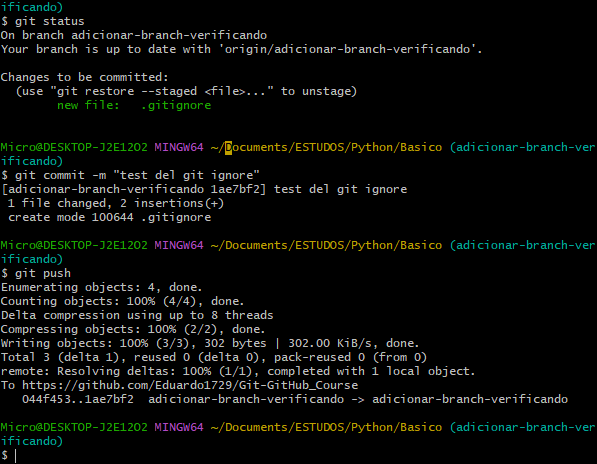 ificando)
$ git status
On branch adicionar-branch-verificando
Your branch is up to date with 'origin/adicionar-branch-verificando'.
Changes to be committed:
  (use "git restore --staged <file>..." to unstage)
        new file:   .gitignore
Micro@DESKTOP-J2E12O2 MINGW64 ~/Documents/ESTUDOS/Python/Basico (adicionar-branch-ver
ificando)
$ git commit -m "test del git ignore"
[adicionar-branch-verificando 1ae7bf2] test del git ignore
 1 file changed, 2 insertions(+)
 create mode 100644 .gitignore
Micro@DESKTOP-J2E12O2 MINGW64 ~/Documents/ESTUDOS/Python/Basico (adicionar-branch-ver
ificando)
$ git push
Enumerating objects: 4, done.
Counting objects: 100% (4/4), done.
Delta compression using up to 8 threads
Compressing objects: 100% (2/2), done.
Writing objects: 100% (3/3), 302 bytes | 302.00 KiB/s, done.
Total 3 (delta 1), reused 0 (delta 0), pack-reused 0 (from 0)
remote: Resolving deltas: 100% (1/1), completed with 1 local object.
To https://github.com/Eduardo1729/Git-GitHub_Course
   044f453..1ae7bf2  adicionar-branch-verificando -> adicionar-branch-verificando
Micro@DESKTOP-J2E12O2 MINGW64 ~/Documents/ESTUDOS/Python/Basico (adicionar-branch-ver
ificando)
$